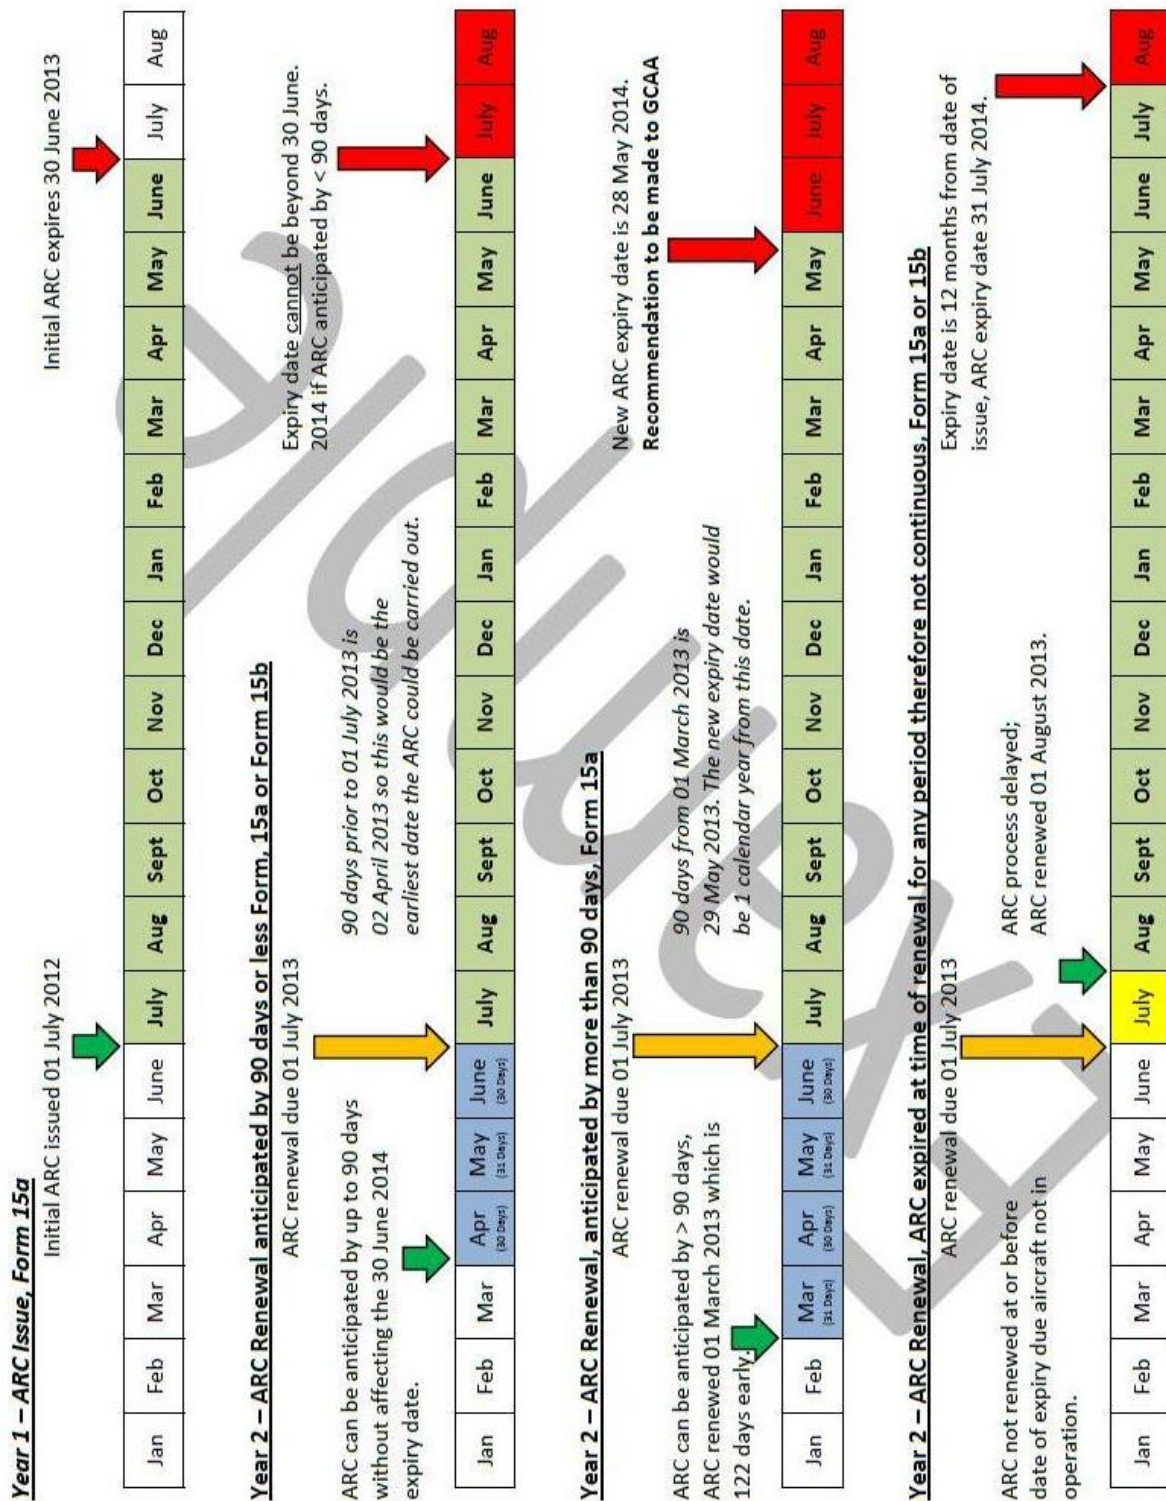 Year 1 – ARC Issue, Form 15a
Initial ARC issued 01 July 2012
Initial ARC expires 30 June 2013
Jan Feb Mar Apr May June July Aug Sept Oct Nov Dec Jan Feb Mar Apr May June July Aug
Year 2 – ARC Renewal anticipated by 90 days or less Form, 15a or Form 15b
ARC renewal due 01 July 2013
ARC can be anticipated by up to 90 days
without affecting the 30 June 2014
expiry date.
90 days prior to 01 July 2013 is
02 April 2013 so this would be the
earliest date the ARC could be carried out.
Expiry date cannot be beyond 30 June.
2014 if ARC anticipated by < 90 days.
Jan Feb Mar Apr May June July Aug Sept Oct Nov Dec Jan Feb Mar Apr May June July Aug
(30 Days) (31 Days) (30 Days)
Year 2 – ARC Renewal, anticipated by more than 90 days, Form 15a
ARC renewal due 01 July 2013
ARC can be anticipated by > 90 days,
ARC renewed 01 March 2013 which is
122 days early.
90 days from 01 March 2013 is
29 May 2013. The new expiry date would
be 1 calendar year from this date.
New ARC expiry date is 28 May 2014.
Recommendation to be made to GCAA
Jan Feb Mar Apr May June July Aug Sept Oct Nov Dec Jan Feb Mar Apr May June July Aug
(31 Days) (30 Days) (31 Days) (30 Days)
Year 2 – ARC Renewal, ARC expired at time of renewal for any period therefore not continuous, Form 15a or 15b
ARC renewal due 01 July 2013
ARC not renewed at or before
date of expiry due aircraft not in
operation.
ARC process delayed;
ARC renewed 01 August 2013.
Expiry date is 12 months from date of
issue, ARC expiry date 31 July 2014.
Jan Feb Mar Apr May June July Aug Sept Oct Nov Dec Jan Feb Mar Apr May June July Aug